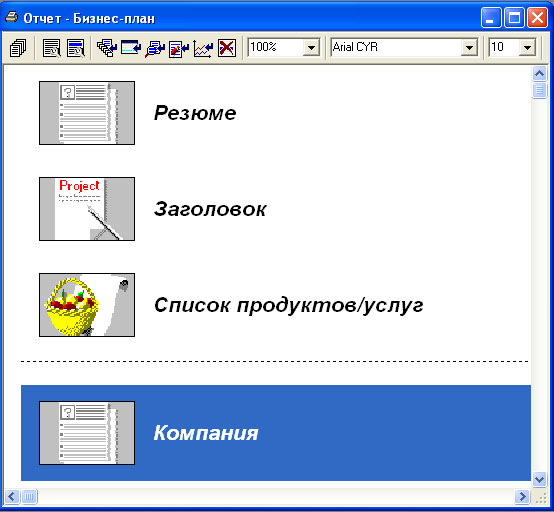 Отчет - Бизнес-план
100%
Arial CYR
10
?
Резюме
Project
Заголовок
Список продуктов/услуг
?
Компания